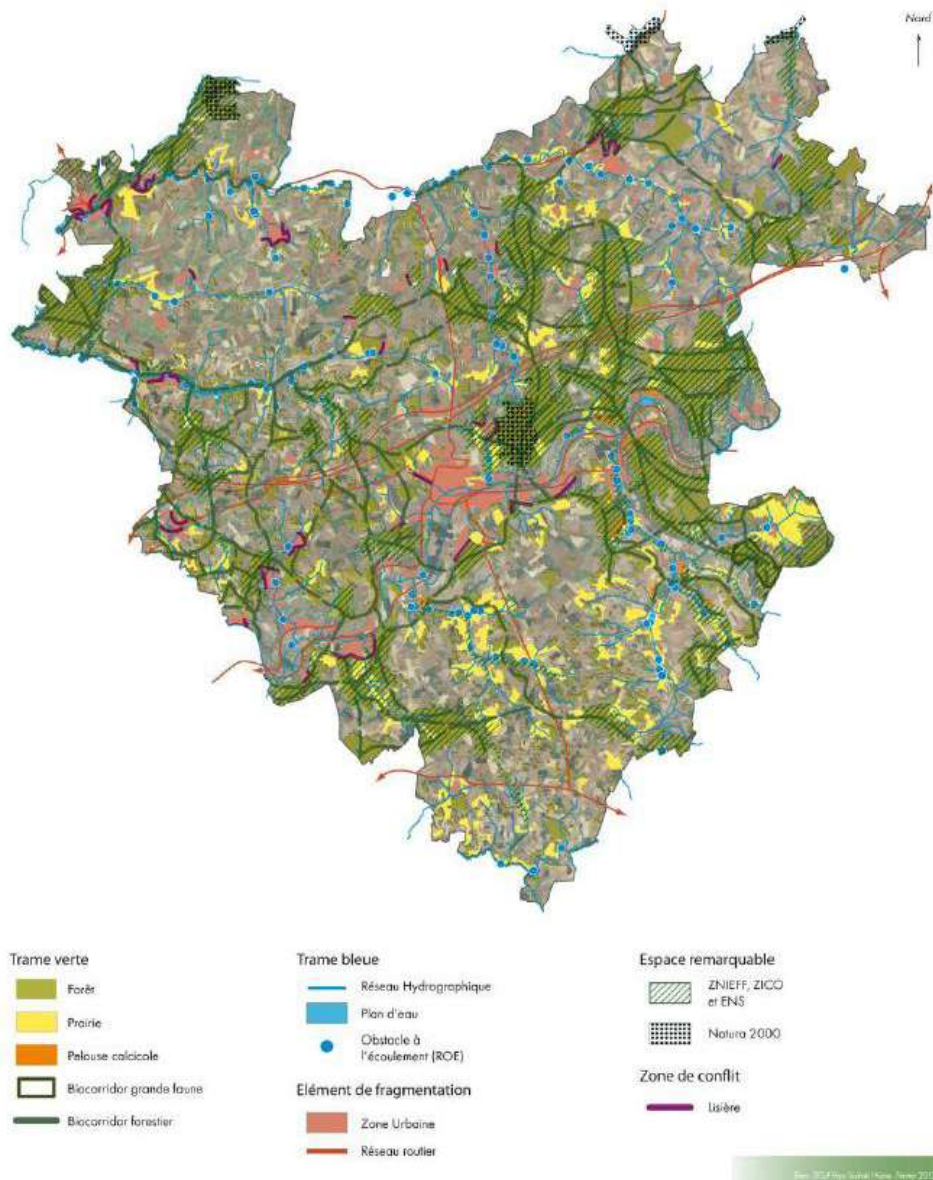 Nord
Trame verte
Forêt
Prairie
Pelouse calcicole
Biocorridor grande faune
Biocorridor forestier
Trame bleue
Réseau Hydrographique
Plan d'eau
Obstacle à
l'écoulement (ROE)
Elément de fragmentation
Zone Urbaine
Réseau routier
Espace remarquable
ZNIEFF, ZICO
et ENS
Natura 2000
Zone de conflit
Lisière